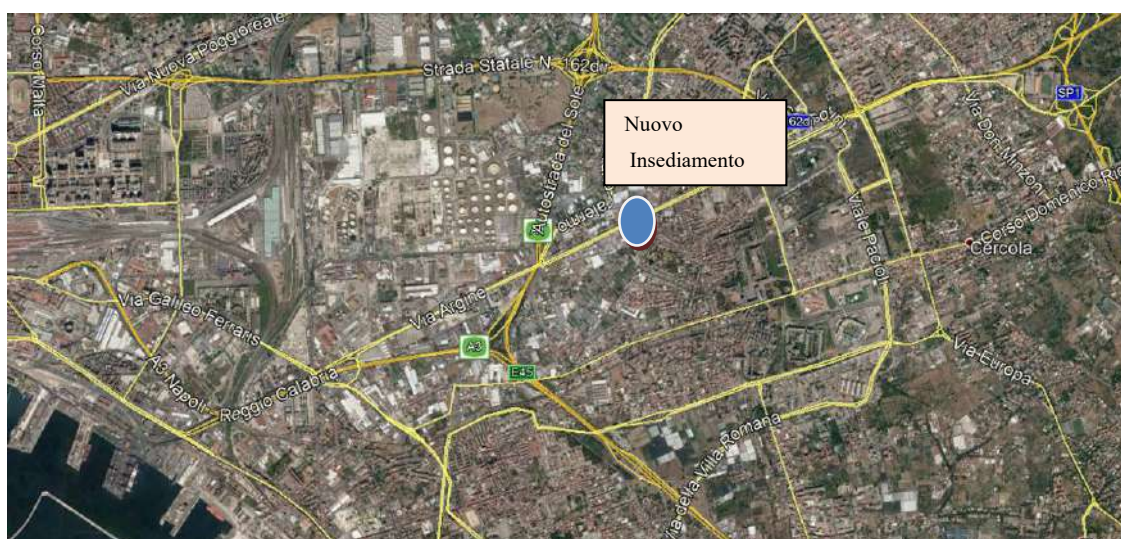 Corso Malta
Via Nuova Poggioreale
Strada Statale N. 162dir
SP1
62dir
Nuovo
Insediamento
Autostrada del Sole
A1
Via Don Minzoni
Corso Domenico Ric
Cercola
Viale Pacioli
Via Argine
Via Galileo Ferraris
A3
E45
Via Europa
A3 Napoli
Reggio Calabria
Via della Villa Romana